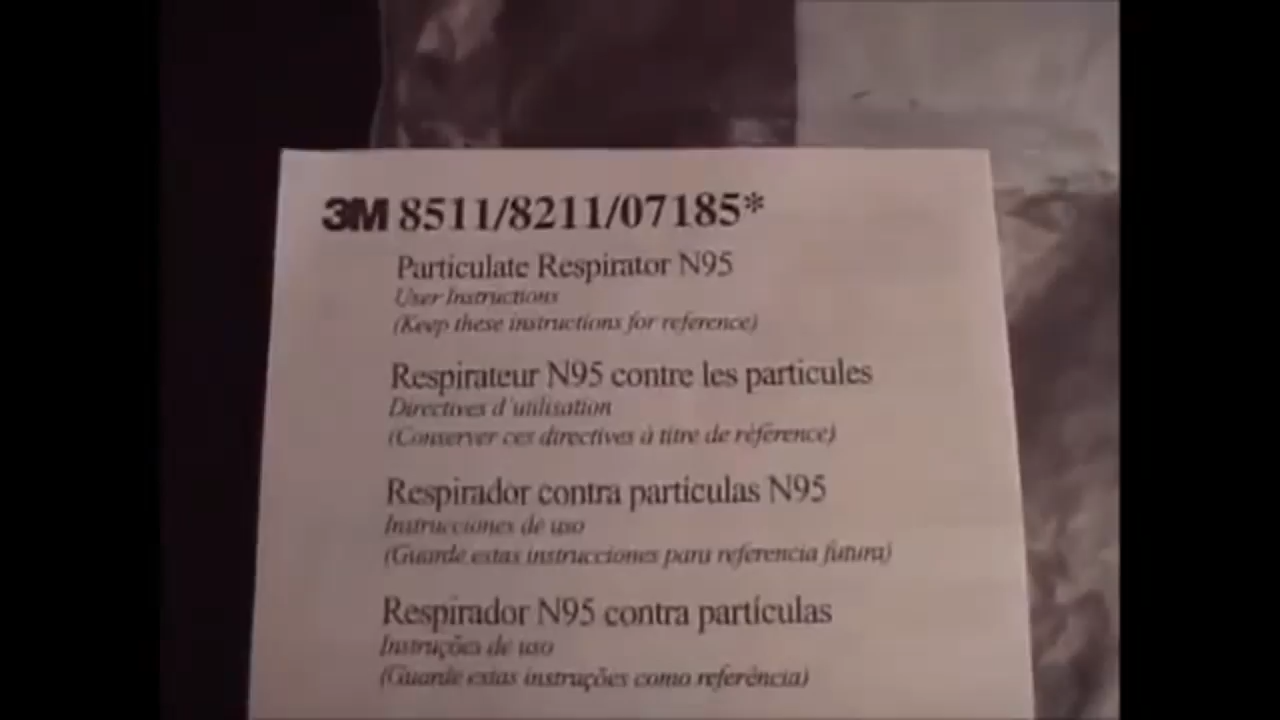 3M 8511/8211/07185*
Particulate Respirator N95
User Instructions
(Keep these instructions for reference)
Respirateur N95 contre les particules
Directives d'utilisation
(Conserver ces directives à titre de référence)
Respirador contra partículas N95
Instrucciones de uso
(Guarde estas instrucciones para referencia futura)
Respirador N95 contra partículas
Instruções de uso
(Guarde estas instruções como referência)